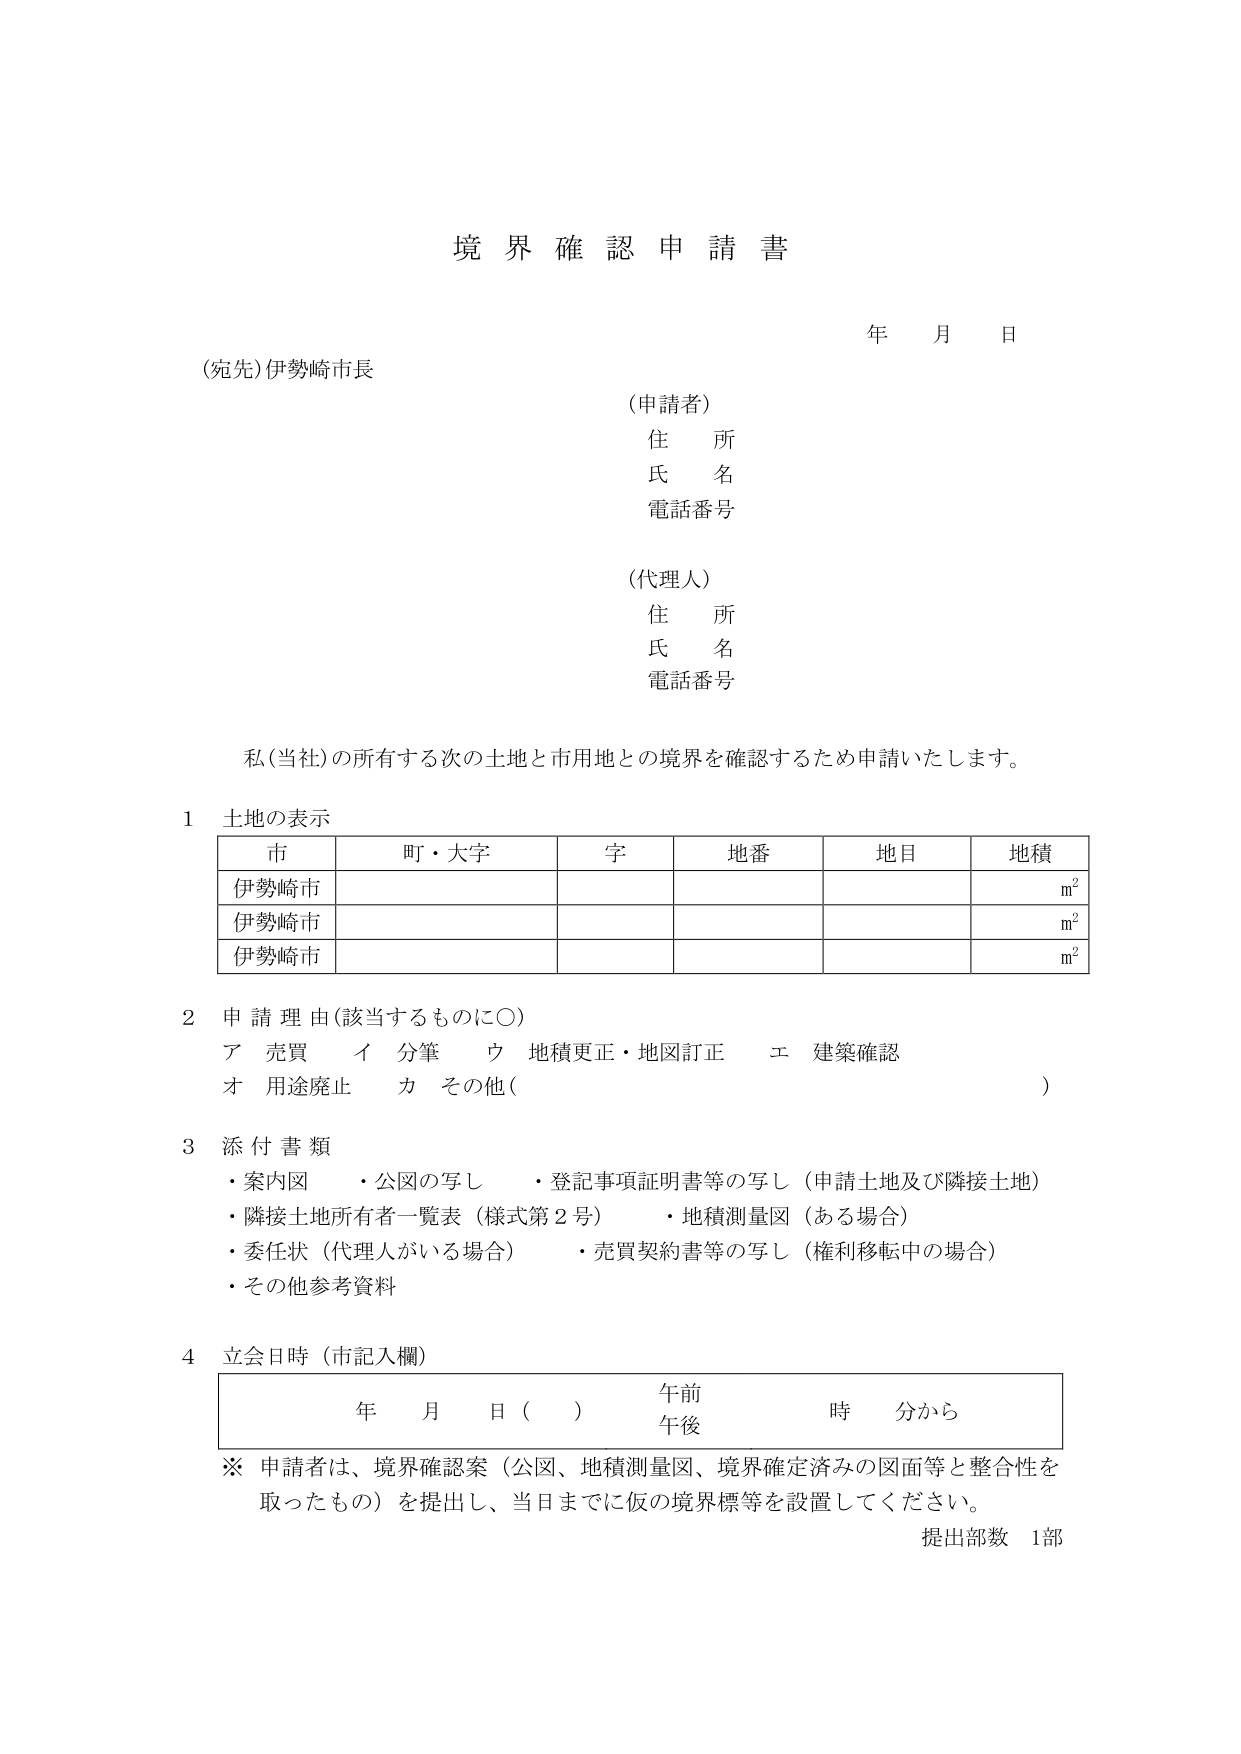 境界確認申請書
年　　月　　日
(宛先)伊勢崎市長
（申請者）
住　　所
氏　　名
電話番号
（代理人）
住　　所
氏　　名
電話番号
私(当社)の所有する次の土地と市用地との境界を確認するため申請いたします。
１　土地の表示
市　町・大字　字　地番　地目　地積
伊勢崎市　㎡
伊勢崎市　㎡
伊勢崎市　㎡
２　申請理由(該当するものに○)
ア　売買　　イ　分筆　　ウ　地積更正・地図訂正　　エ　建築確認
オ　用途廃止　　カ　その他(　　　　　　　　　　　　)
３　添付書類
・案内図　　・公図の写し　　・登記事項証明書等の写し（申請土地及び隣接土地）
・隣接土地所有者一覧表（様式第２号）　　・地積測量図（ある場合）
・委任状（代理人がいる場合）　　・売買契約書等の写し（権利移転中の場合）
・その他参考資料
４　立会日時（市記入欄）
午前
年　　月　　日（　　）　　時　　分から
午後
※　申請者は、境界確認案（公図、地積測量図、境界確定済みの図面等と整合性を
取ったもの）を提出し、当日までに仮の境界標等を設置してください。
提出部数　1部